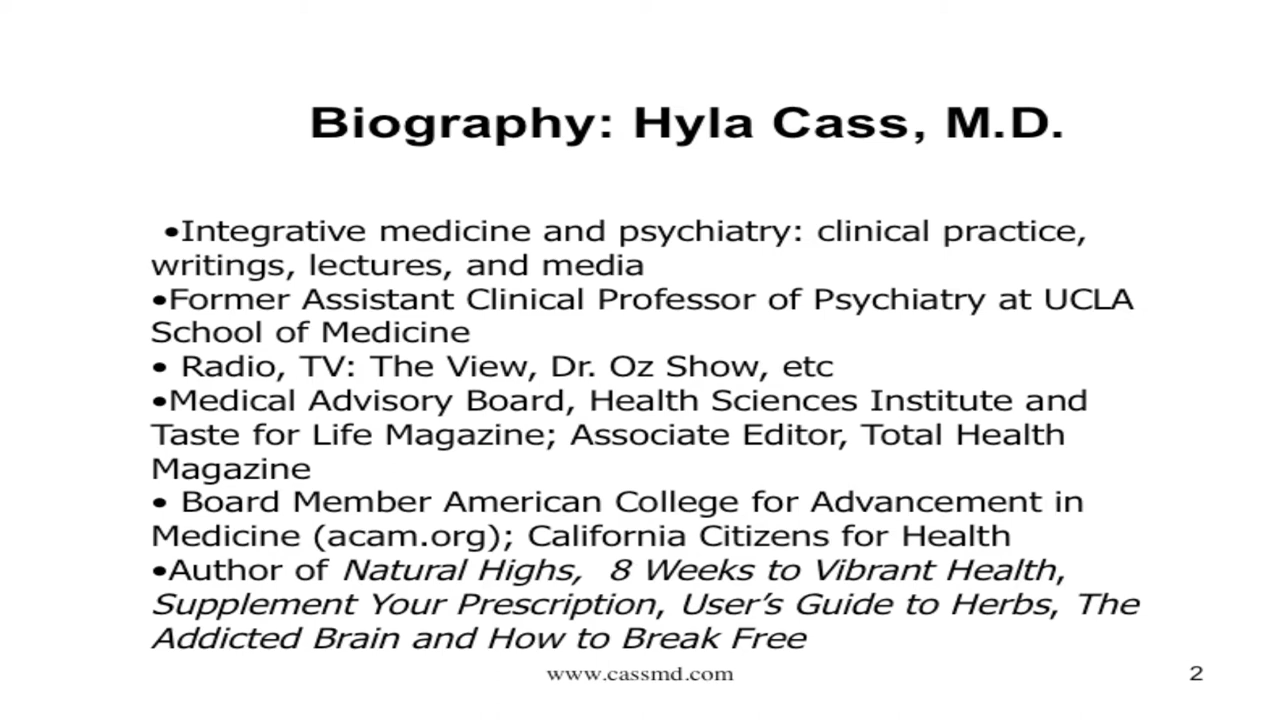 Biography: Hyla Cass, M.D.
•Integrative medicine and psychiatry: clinical practice,
writings, lectures, and media
•Former Assistant Clinical Professor of Psychiatry at UCLA
School of Medicine
• Radio, TV: The View, Dr. Oz Show, etc
•Medical Advisory Board, Health Sciences Institute and
Taste for Life Magazine; Associate Editor, Total Health
Magazine
• Board Member American College for Advancement in
Medicine (acam.org); California Citizens for Health
•Author of Natural Highs, 8 Weeks to Vibrant Health,
Supplement Your Prescription, User’s Guide to Herbs, The
Addicted Brain and How to Break Free
www.cassmd.com
2